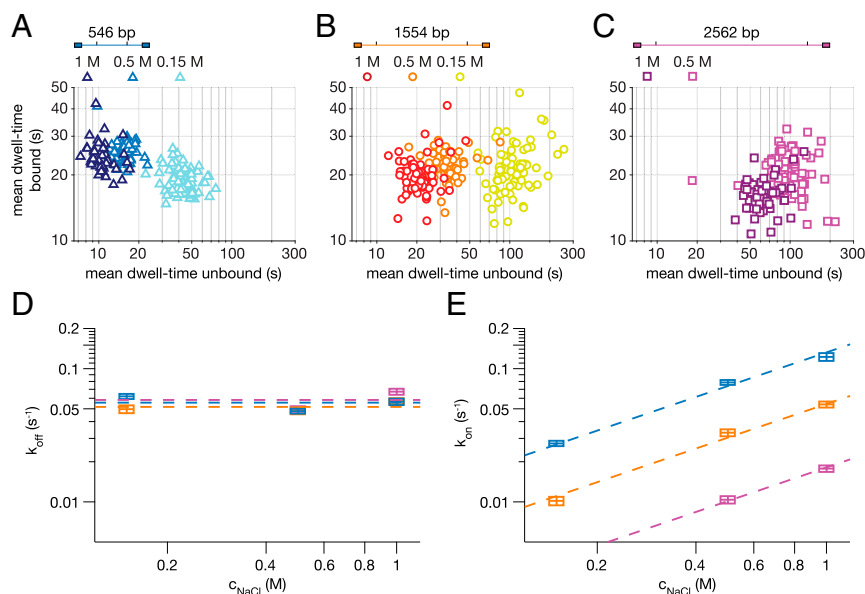 A
B
C
546 bp
1554 bp
2562 bp
1 M 0.5 M 0.15 M
1 M 0.5 M 0.15 M
1 M 0.5 M
mean dwell-time
bound (s)
50
40
30
20
10
10 20 50 100 300
mean dwell-time unbound (s)
50
40
30
20
10
10 20 50 100 300
mean dwell-time unbound (s)
50
40
30
20
10
10 20 50 100 300
mean dwell-time unbound (s)
D
E
k_off (s⁻¹)
0.2
0.1
0.05
0.01
0.2 0.4 0.6 0.8 1
c_NaCl (M)
k_on (s⁻¹)
0.2
0.1
0.05
0.01
0.2 0.4 0.6 0.8 1
c_NaCl (M)